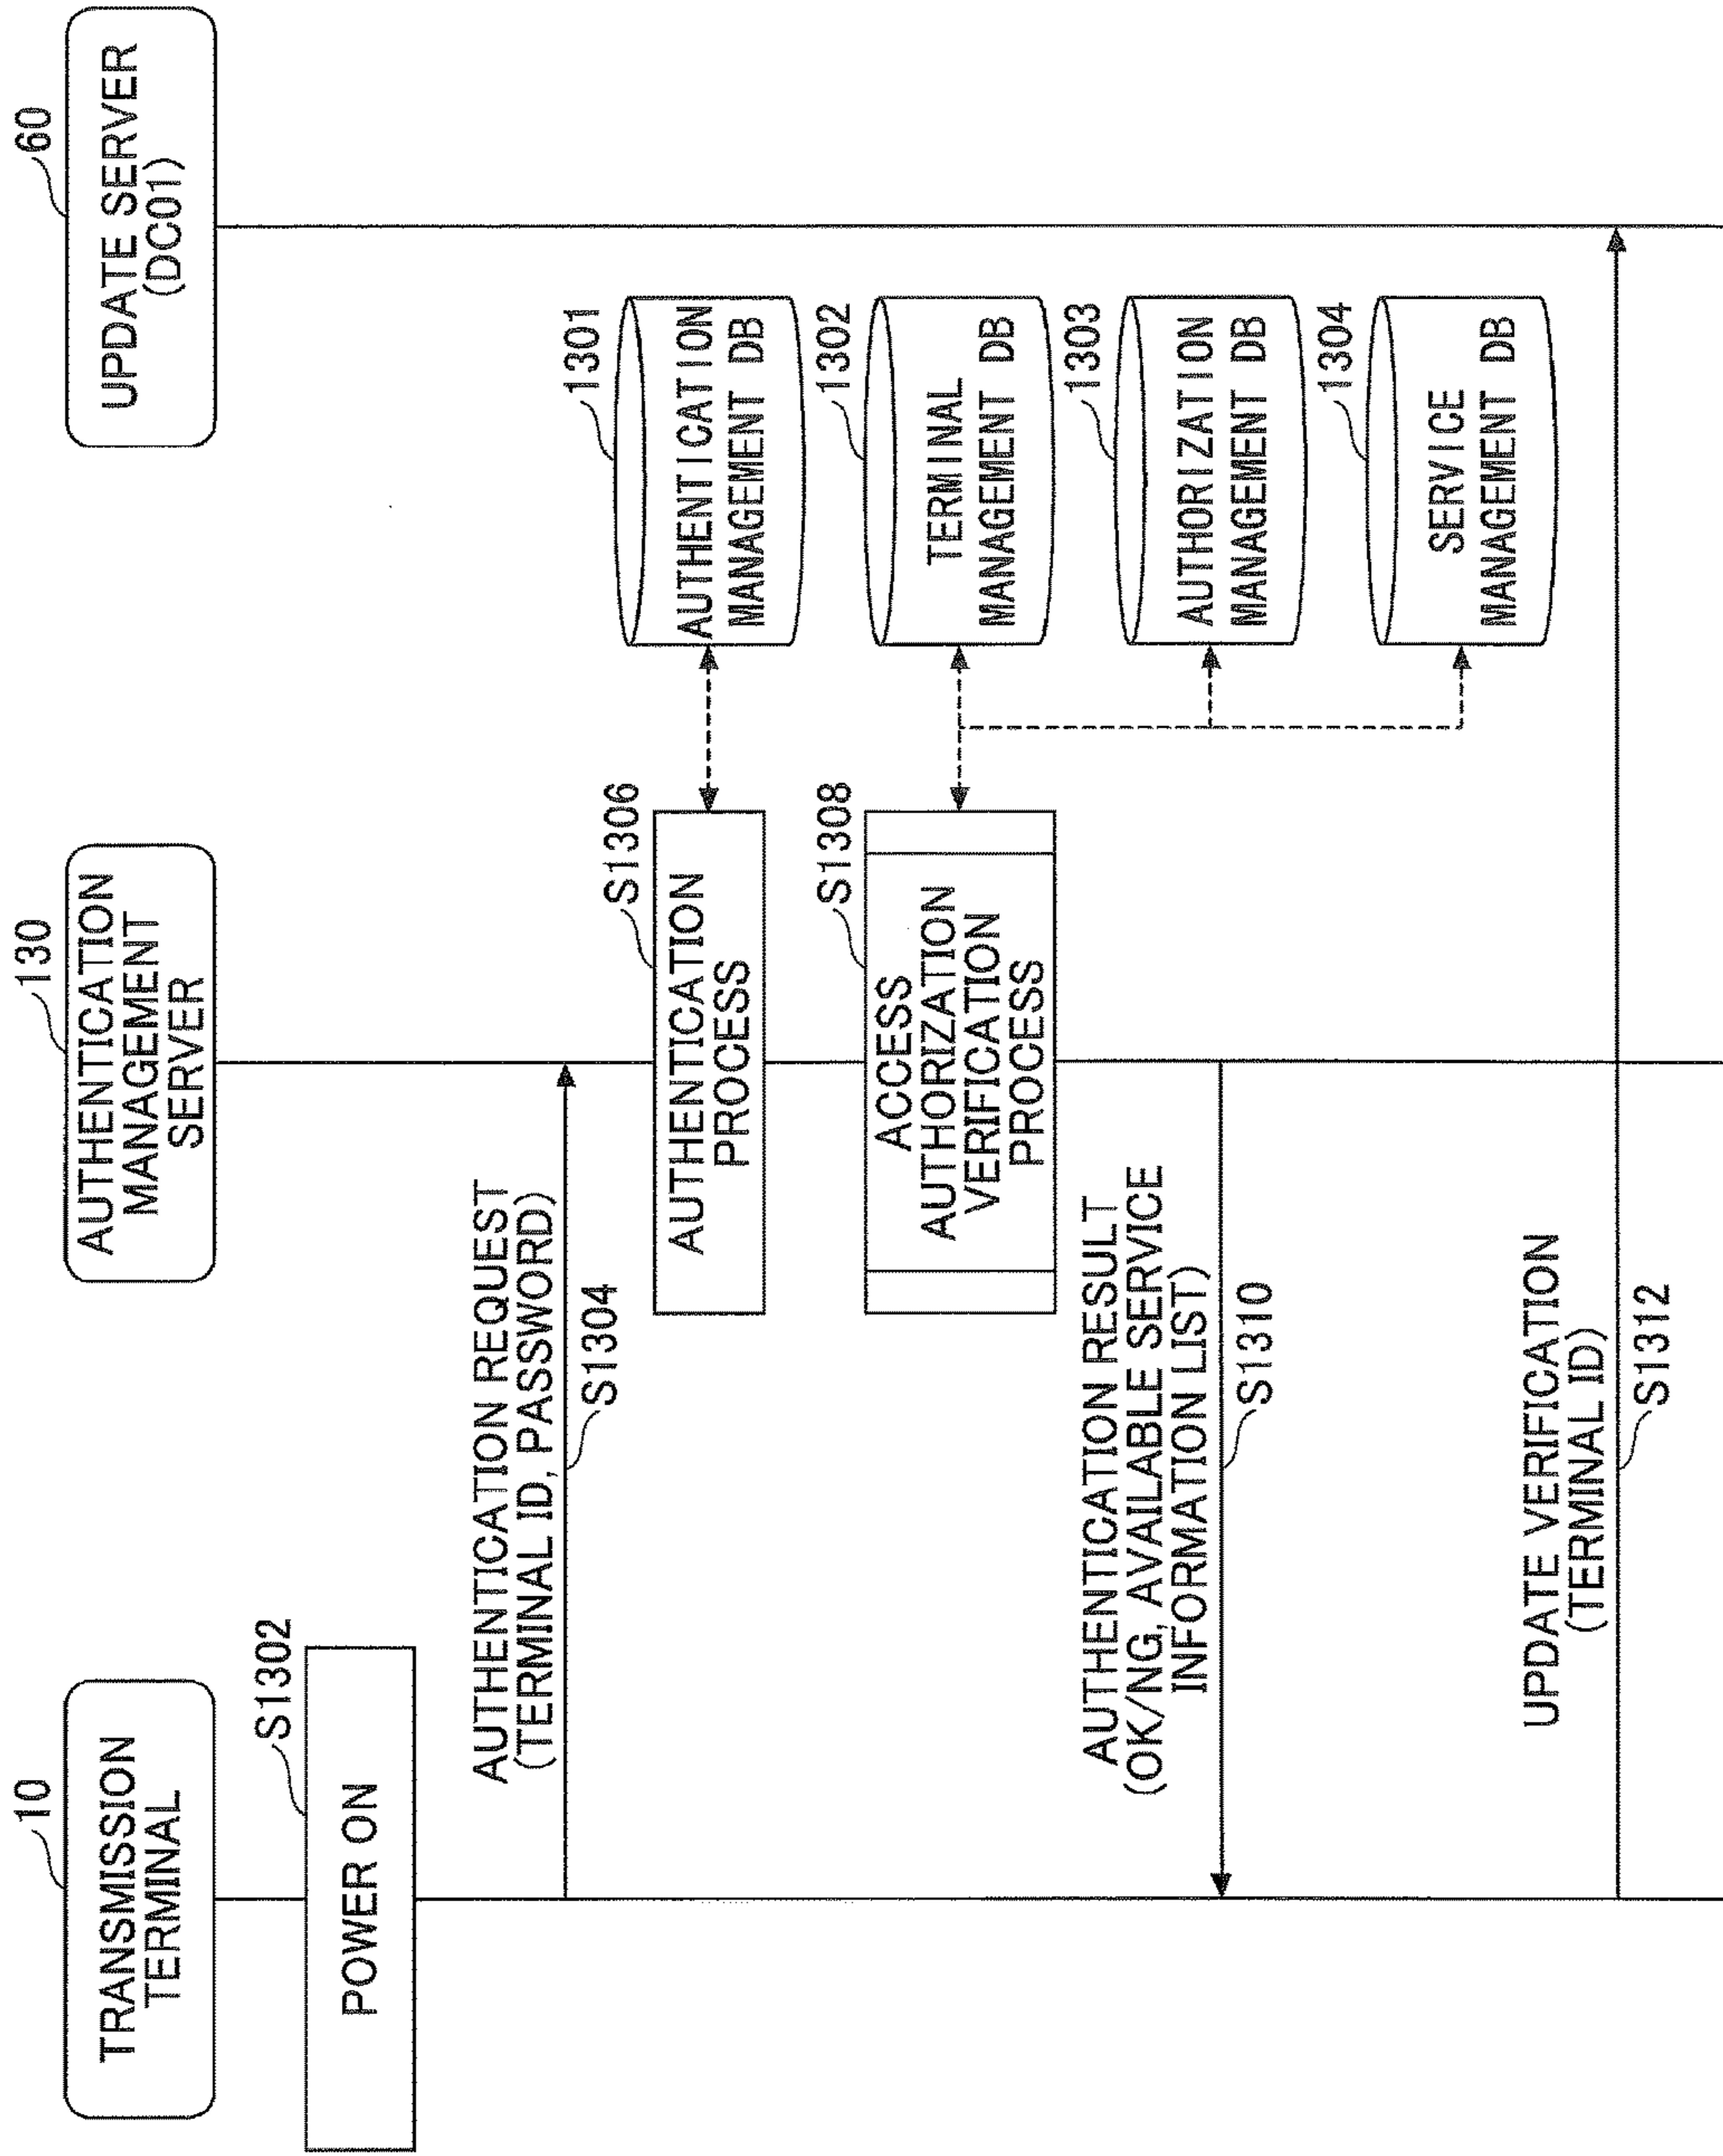 10
TRANSMISSION
TERMINAL
130
AUTHENTICATION
MANAGEMENT
SERVER
60
UPDATE SERVER
(DC01)
S1302
POWER ON
AUTHENTICATION REQUEST
(TERMINAL ID, PASSWORD)
S1304
S1306
AUTHENTICATION
PROCESS
1301
AUTHENTICATION
MANAGEMENT DB
S1308
ACCESS
AUTHORIZATION
VERIFICATION
PROCESS
1302
TERMINAL
MANAGEMENT DB
1303
AUTHORIZATION
MANAGEMENT DB
1304
SERVICE
MANAGEMENT DB
AUTHENTICATION RESULT
(OK/NG, AVAILABLE SERVICE
INFORMATION LIST)
S1310
UPDATE VERIFICATION
(TERMINAL ID)
S1312